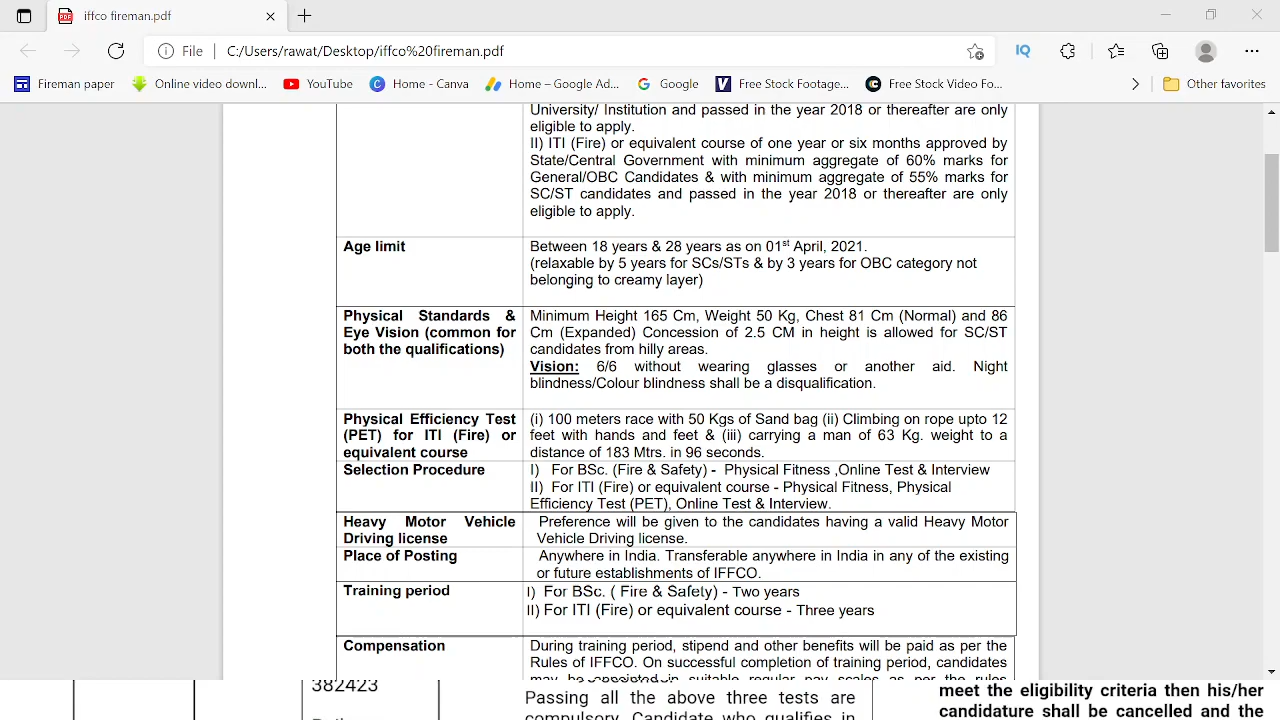 iffco fireman.pdf
File
C:/Users/rawat/Desktop/iffco%20fireman.pdf
IQ
Fireman paper
Online video downl...
YouTube
Home - Canva
Home – Google Ad...
Google
Free Stock Footage...
Free Stock Video Fo...
Other favorites
University/ Institution and passed in the year 2018 or thereafter are only
eligible to apply.
II) ITI (Fire) or equivalent course of one year or six months approved by
State/Central Government with minimum aggregate of 60% marks for
General/OBC Candidates & with minimum aggregate of 55% marks for
SC/ST candidates and passed in the year 2018 or thereafter are only
eligible to apply.
Age limit
Between 18 years & 28 years as on 01st April, 2021.
(relaxable by 5 years for SCs/STs & by 3 years for OBC category not
belonging to creamy layer)
Physical Standards &
Eye Vision (common for
both the qualifications)
Minimum Height 165 Cm, Weight 50 Kg, Chest 81 Cm (Normal) and 86
Cm (Expanded) Concession of 2.5 CM in height is allowed for SC/ST
candidates from hilly areas.
Vision: 6/6 without wearing glasses or another aid. Night
blindness/Colour blindness shall be a disqualification.
Physical Efficiency Test
(PET) for ITI (Fire) or
equivalent course
(i) 100 meters race with 50 Kgs of Sand bag (ii) Climbing on rope upto 12
feet with hands and feet & (iii) carrying a man of 63 Kg. weight to a
distance of 183 Mtrs. in 96 seconds.
Selection Procedure
I) For BSc. (Fire & Safety) - Physical Fitness ,Online Test & Interview
II) For ITI (Fire) or equivalent course - Physical Fitness, Physical
Efficiency Test (PET), Online Test & Interview.
Heavy Motor Vehicle
Driving license
Preference will be given to the candidates having a valid Heavy Motor
Vehicle Driving license.
Place of Posting
Anywhere in India. Transferable anywhere in India in any of the existing
or future establishments of IFFCO.
Training period
I) For BSc. ( Fire & Safety) - Two years
II) For ITI (Fire) or equivalent course - Three years
Compensation
During training period, stipend and other benefits will be paid as per the
Rules of IFFCO. On successful completion of training period, candidates
382423
Passing all the above three tests are
compulsory. Candidate who qualifies in
meet the eligibility criteria then his/her
candidature shall be cancelled and the